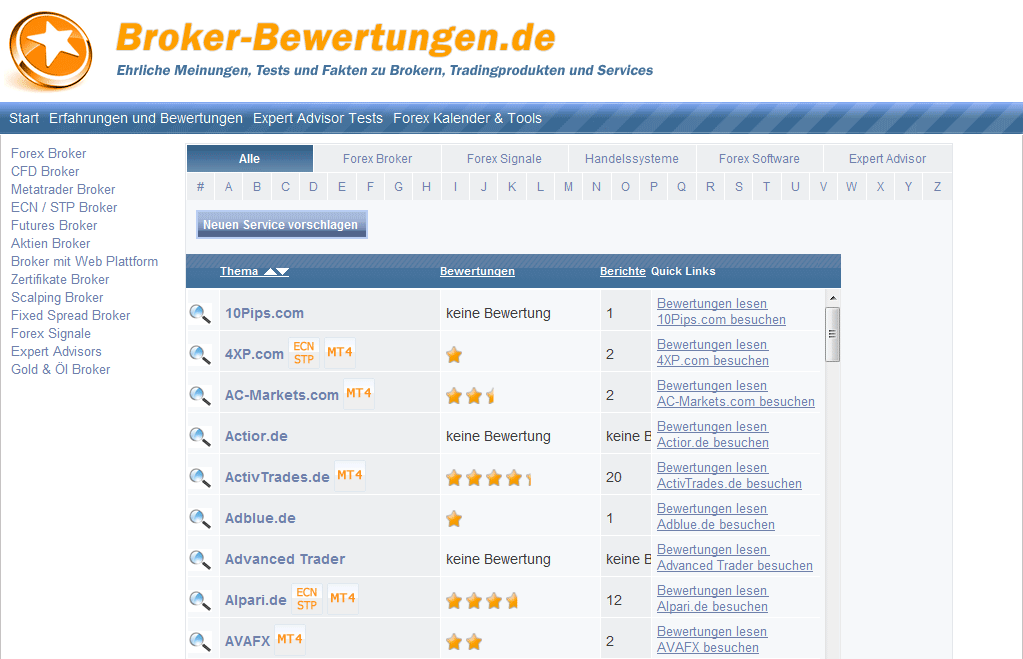 Broker-Bewertungen.de
Ehrliche Meinungen, Tests und Fakten zu Brokern, Tradingprodukten und Services
Start Erfahrungen und Bewertungen Expert Advisor Tests Forex Kalender & Tools
Forex Broker
CFD Broker
Metatrader Broker
ECN / STP Broker
Futures Broker
Aktien Broker
Broker mit Web Plattform
Zertifikate Broker
Scalping Broker
Fixed Spread Broker
Forex Signale
Expert Advisors
Gold & Öl Broker
Alle Forex Broker Forex Signale Handelssysteme Forex Software Expert Advisor
# A B C D E F G H I J K L M N O P Q R S T U V W X Y Z
Neuen Service vorschlagen
Thema Bewertungen Berichte Quick Links
10Pips.com keine Bewertung 1 Bewertungen lesen
10Pips.com besuchen
4XP.com ECN STP MT4 2 Bewertungen lesen
4XP.com besuchen
AC-Markets.com MT4 2 Bewertungen lesen
AC-Markets.com besuchen
Actior.de keine Bewertung keine B Bewertungen lesen
Actior.de besuchen
ActivTrades.de MT4 20 Bewertungen lesen
ActivTrades.de besuchen
Adblue.de 1 Bewertungen lesen
Adblue.de besuchen
Advanced Trader keine Bewertung keine B Bewertungen lesen
Advanced Trader besuchen
Alpari.de ECN STP MT4 12 Bewertungen lesen
Alpari.de besuchen
AVAFX MT4 2 Bewertungen lesen
AVAFX besuchen